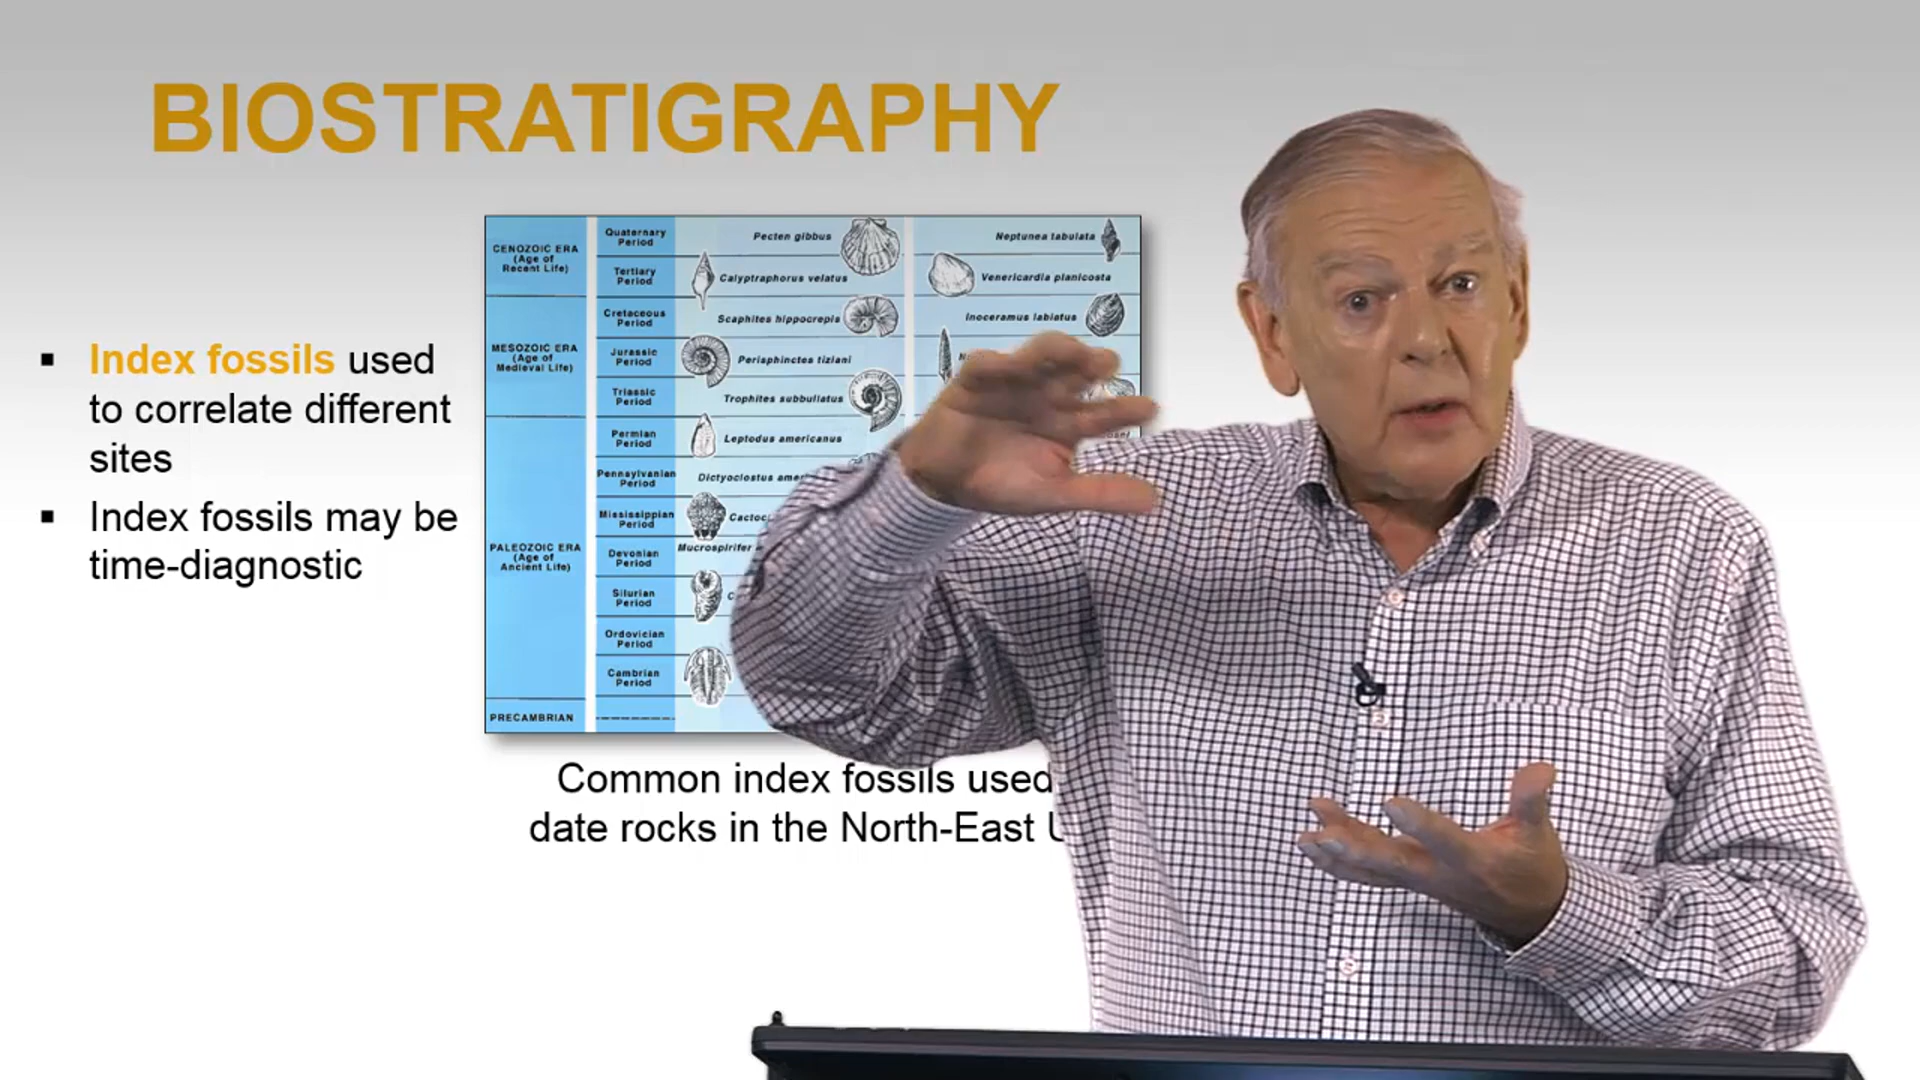 BIOSTRATIGRAPHY
▪ Index fossils used
to correlate different
sites
▪ Index fossils may be
time-diagnostic
CENOZOIC ERA
(Age of
Recent Life)
Quaternary
Period
Pecten gibbus
Neptunea tabulata
Tertiary
Period
Calyptraphorus velatus
Venericardia planicosta
MESOZOIC ERA
(Age of
Medieval Life)
Cretaceous
Period
Scaphites hippocrepis
Inoceramus labiatus
Jurassic
Period
Perisphinctes tiziani
Triassic
Period
Trophites subbullatus
PALEOZOIC ERA
(Age of
Ancient Life)
Permian
Period
Leptodus americanus
Pennsylvanian
Period
Dictyoclostus
Mississippian
Period
Devonian
Period
Mucrospirifer
Silurian
Period
Ordovician
Period
Cambrian
Period
PRECAMBRIAN
Common index fossils used
date rocks in the North-East